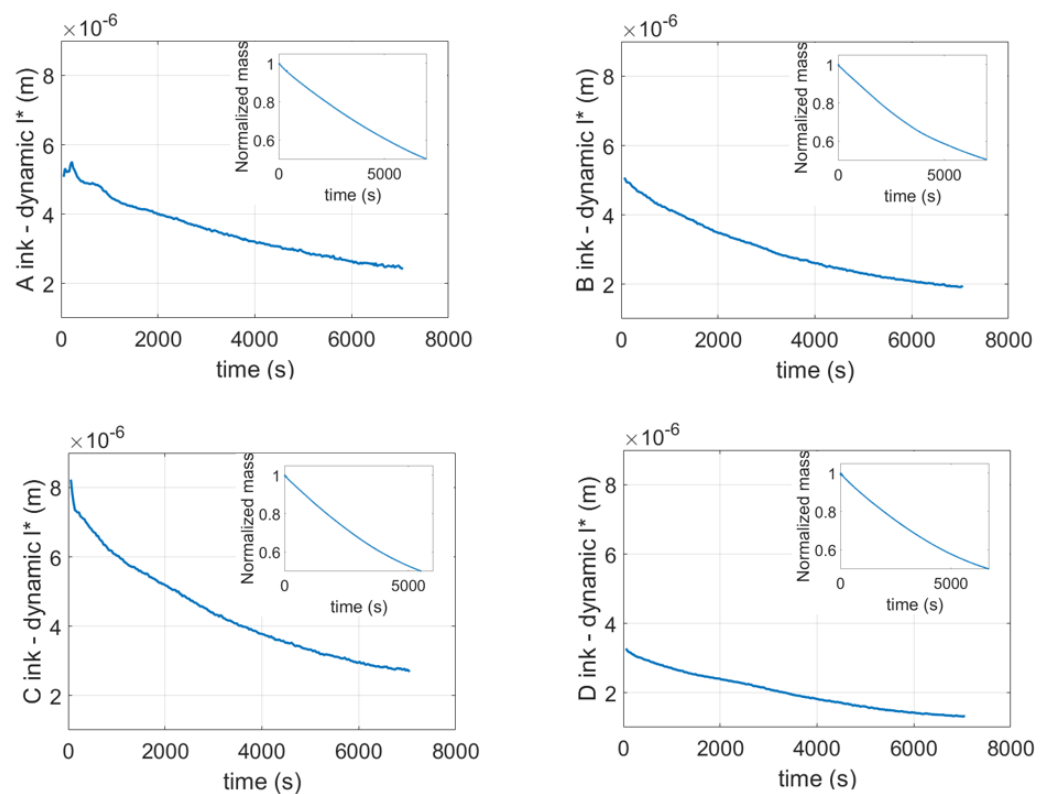 ×10-6
A ink - dynamic l* (m)
8
6
4
2
0 2000 4000 6000 8000
time (s)
Normalized mass
1
0.8
0.6
0 5000
time (s)
×10-6
B ink - dynamic l* (m)
8
6
4
2
0 2000 4000 6000 8000
time (s)
Normalized mass
1
0.8
0.6
0 5000
time (s)
×10-6
C ink - dynamic l* (m)
8
6
4
2
0 2000 4000 6000 8000
time (s)
Normalized mass
1
0.8
0.6
0 5000
time (s)
×10-6
D ink - dynamic l* (m)
8
6
4
2
0 2000 4000 6000 8000
time (s)
Normalized mass
1
0.8
0.6
0 5000
time (s)